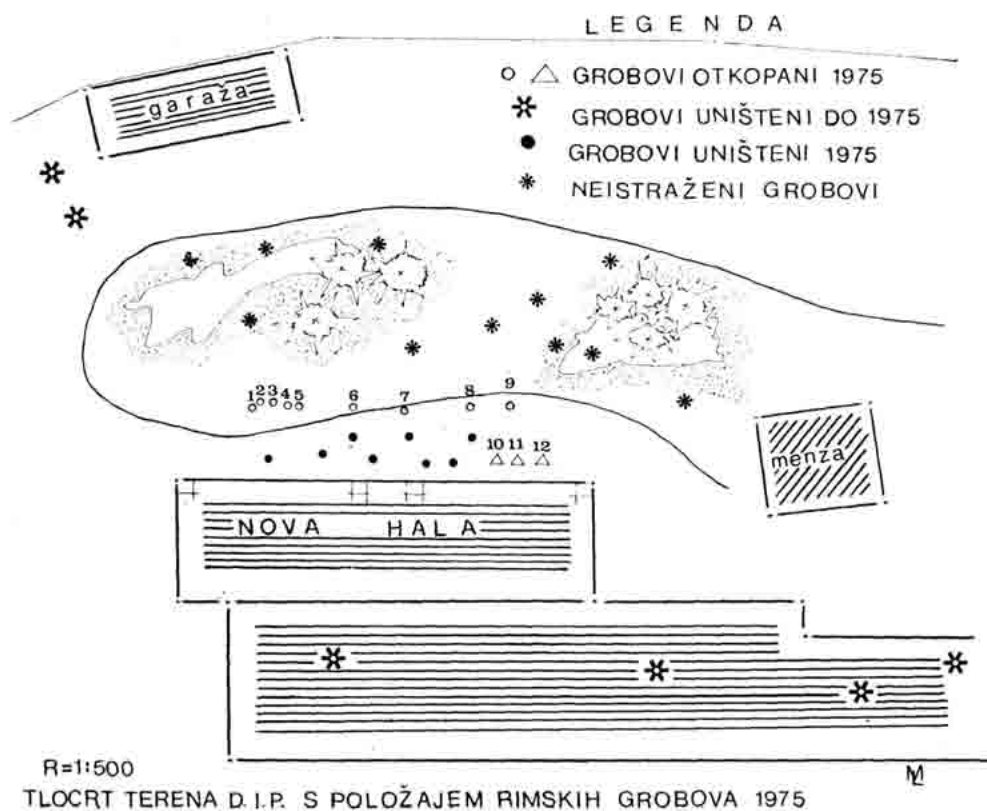 LEGENDA
GROBOVI OTKOPANI 1975
GROBOVI UNIŠTENI DO 1975
GROBOVI UNIŠTENI 1975
NEISTRAŽENI GROBOVI
garaža
1 2 3 4 5 6 7 8 9
10 11 12
menza
NOVA HALA
R=1:500
TLOCRT TERENA D.I.P. S POLOŽAJEM RIMSKIH GROBOVA 1975